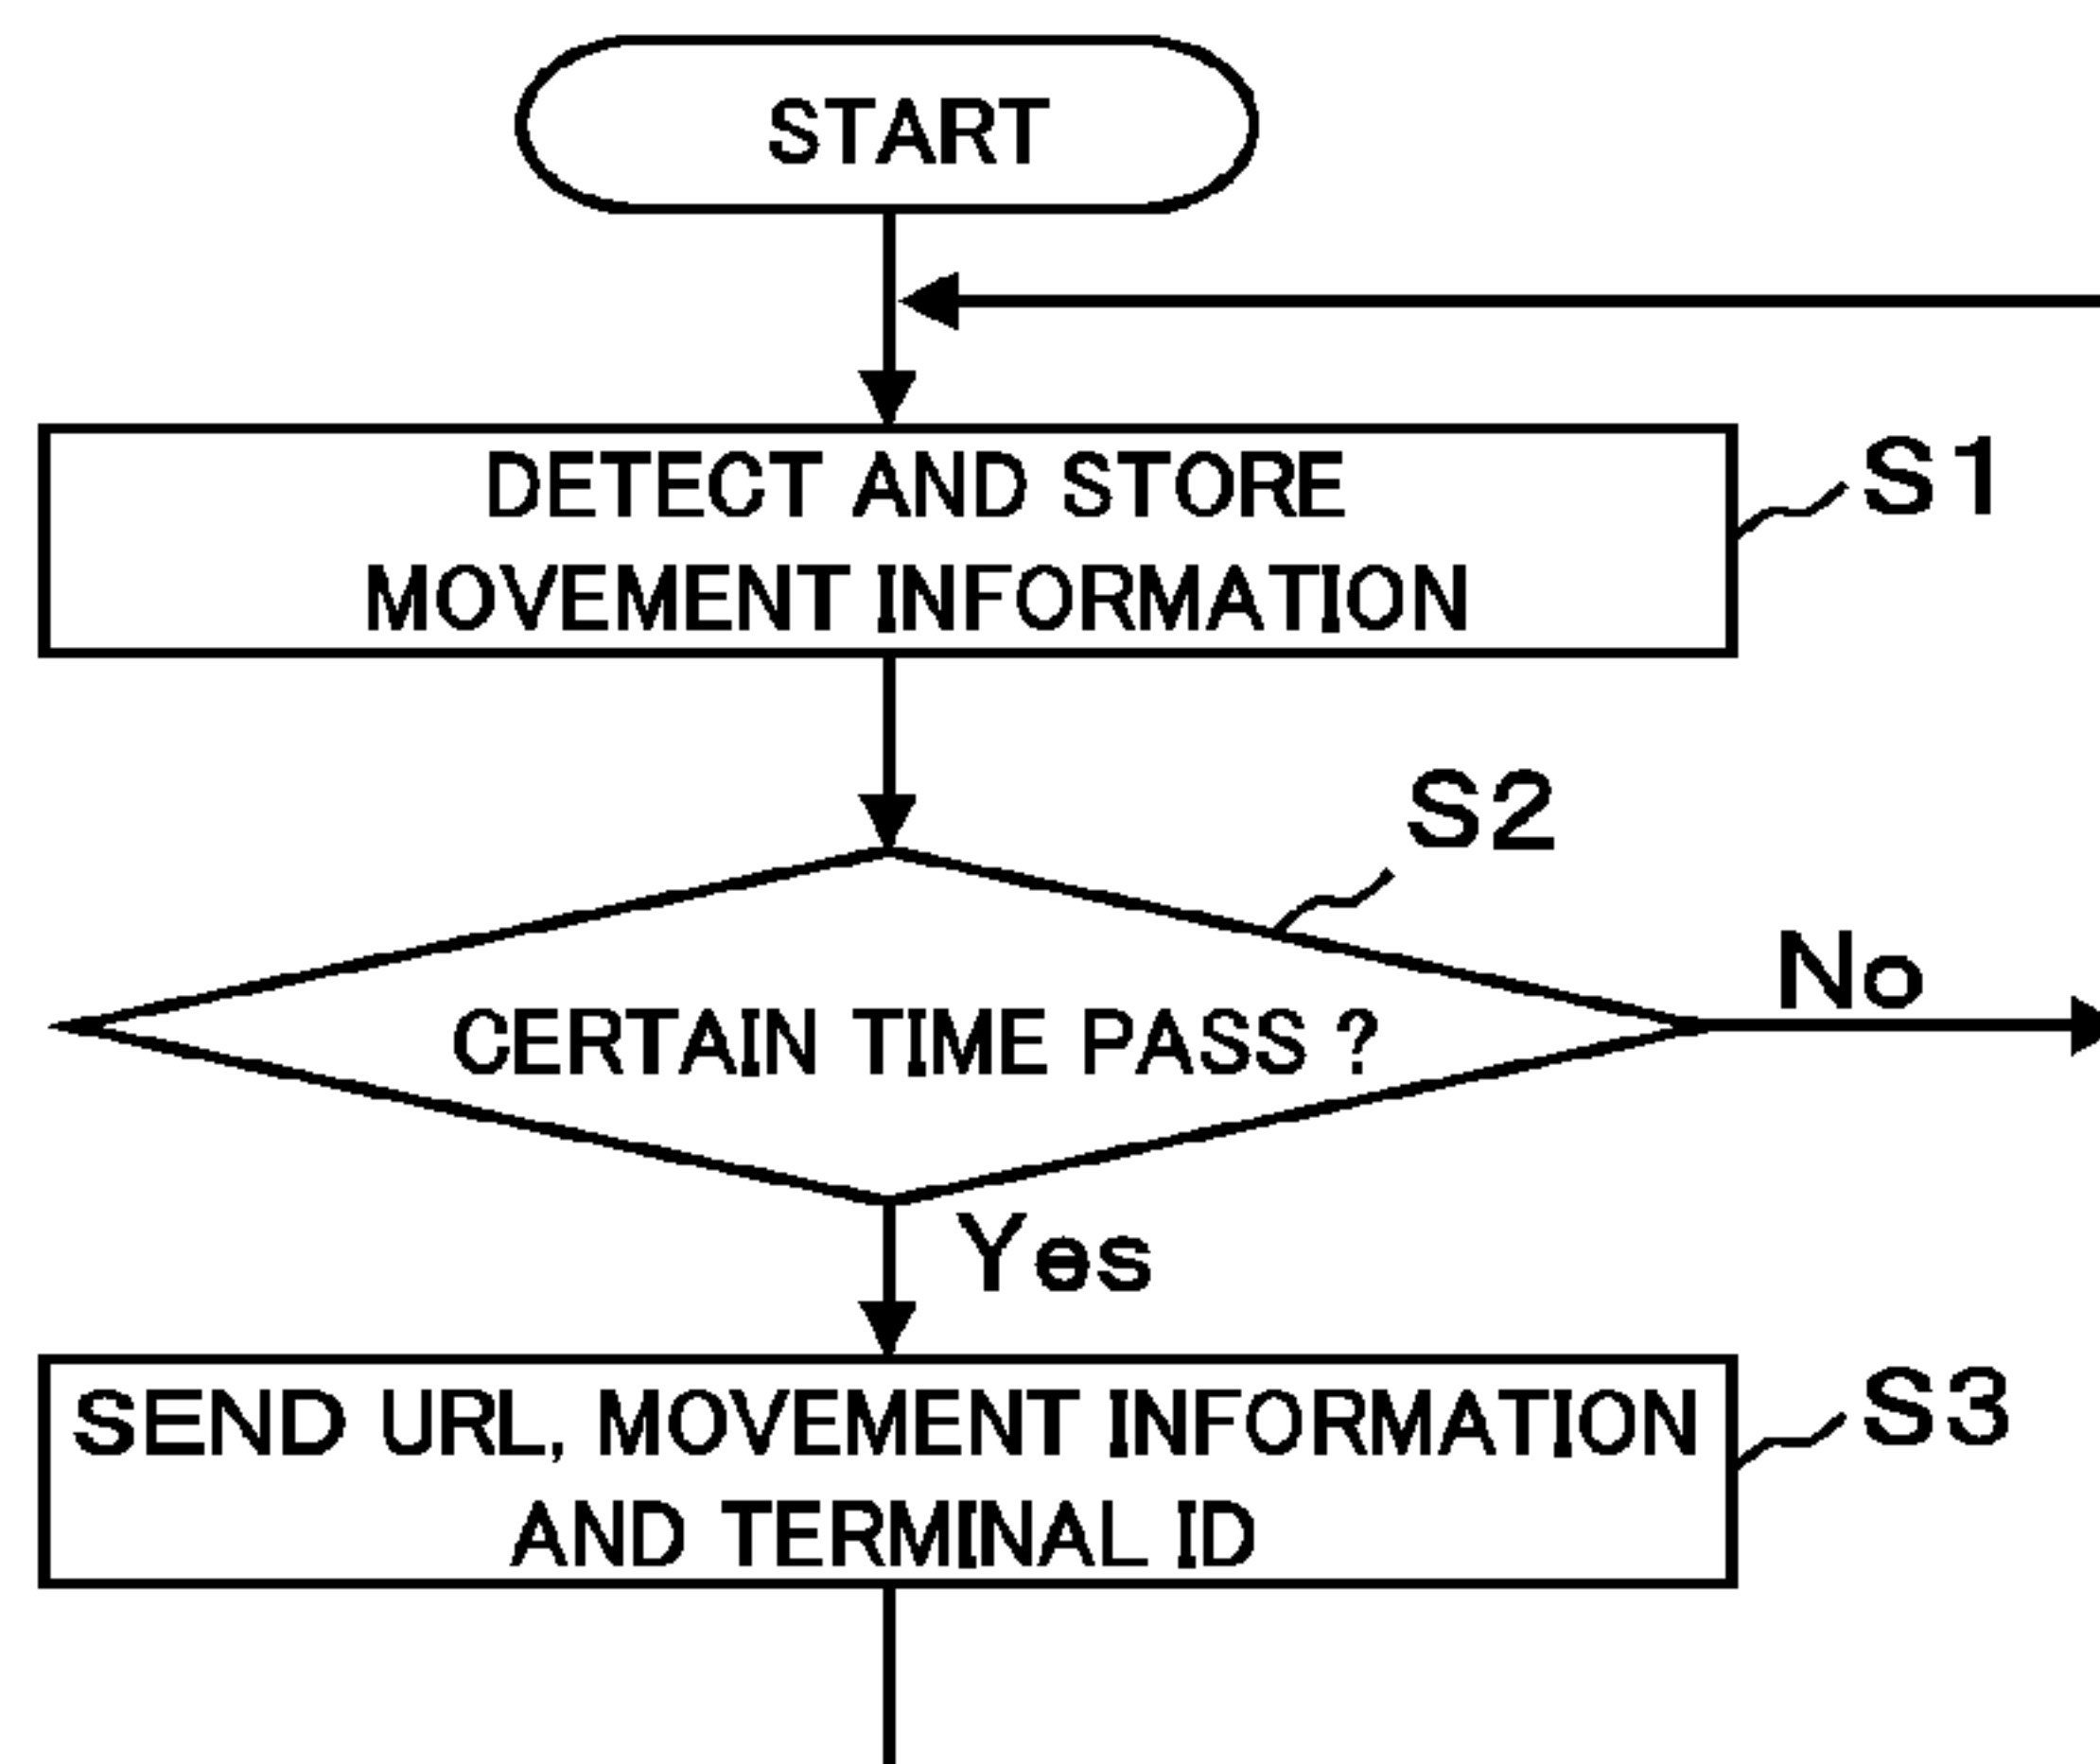 START
DETECT AND STORE
MOVEMENT INFORMATION
S1
S2
CERTAIN TIME PASS ?
No
Yes
SEND URL, MOVEMENT INFORMATION
AND TERMINAL ID
S3